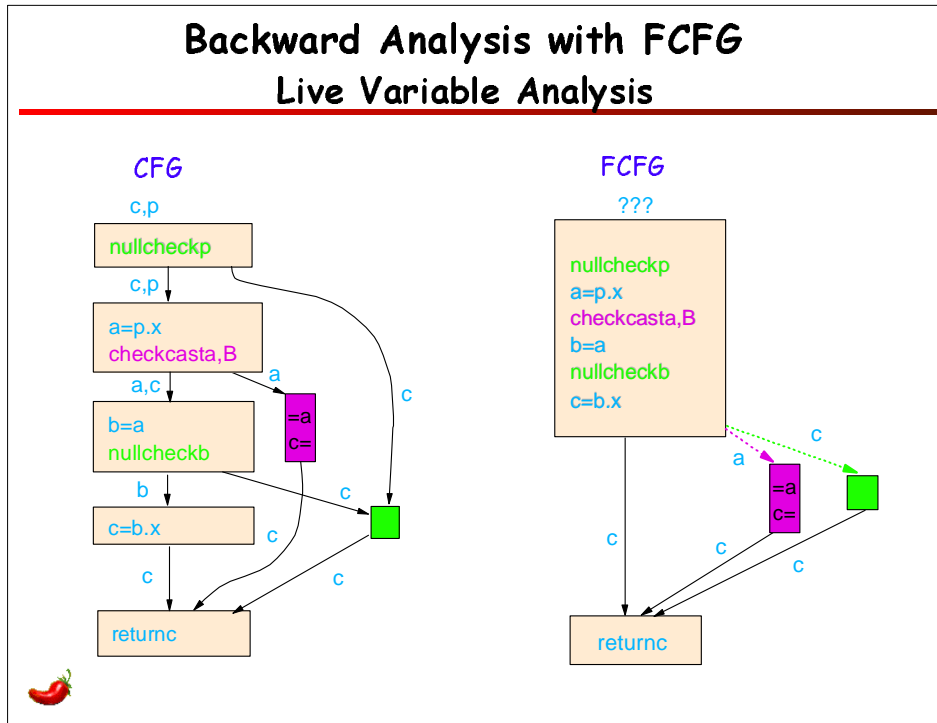 Backward Analysis with FCFG
Live Variable Analysis
CFG
c,p
nullcheckp
c,p
a=p.x
checkcasta,B
a,c
a
c
=a
c=
b=a
nullcheckb
b
c
c=b.x
c
c
c
returnc
FCFG
???
nullcheckp
a=p.x
checkcasta,B
b=a
nullcheckb
c=b.x
a
c
=a
c=
c
c
c
returnc